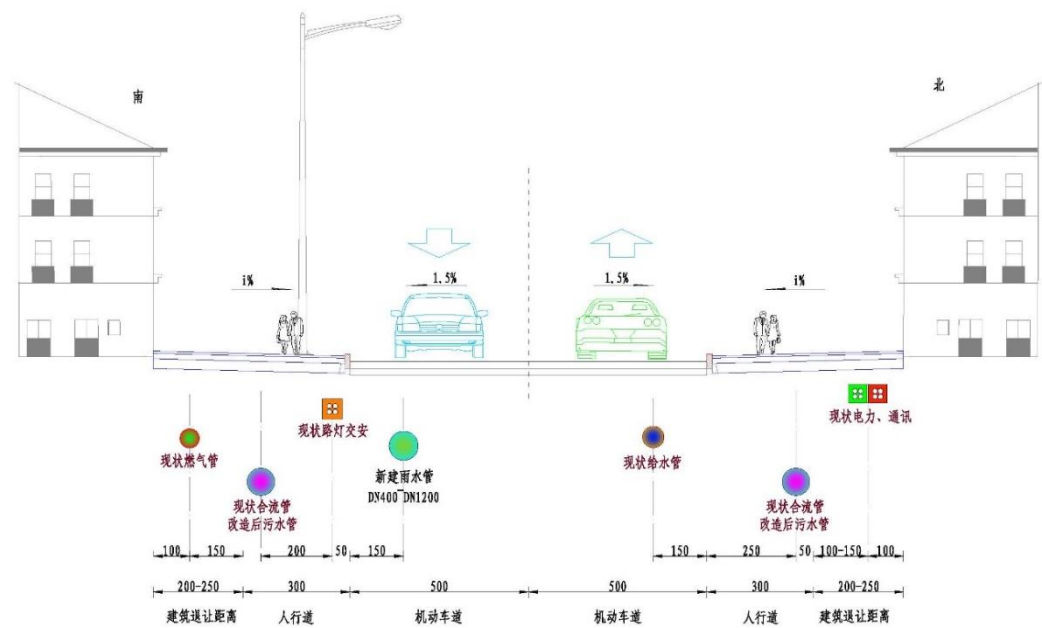 南
北
i%
1.5%
1.5%
i%
现状燃气管
现状合流管
改造后污水管
现状路灯交安
新建雨水管
DN400-DN1200
现状给水管
现状合流管
改造后污水管
现状电力、通讯
100
150
200
50
150
150
250
50
100-150
100
200-250
300
500
500
300
200-250
建筑退让距离
人行道
机动车道
机动车道
人行道
建筑退让距离